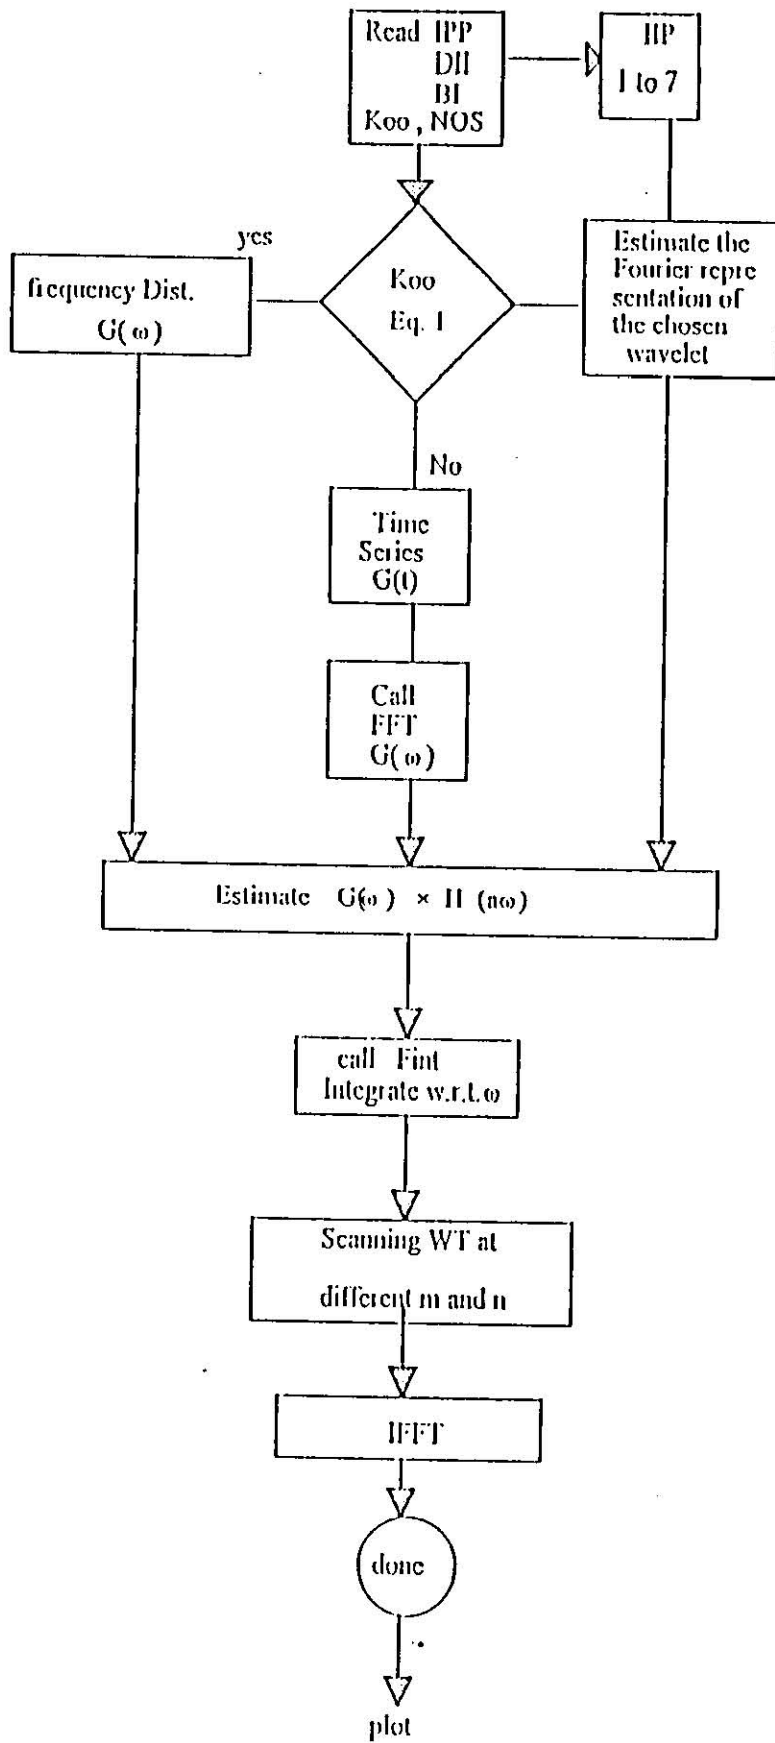 Read IPP
DH
BI
Koo , NOS
IIP
1 to 7
yes
frequency Dist.
G( ω )
Koo
Eq. 1
Estimate the
Fourier repre
sentation of
the chosen
wavelet
No
Time
Series
G(t)
Call
FFT
G( ω )
Estimate G(ω ) × H (aω)
call Fint
Integrate w.r.t. ω
Scanning WT at
different m and n
IFFT
done
plot